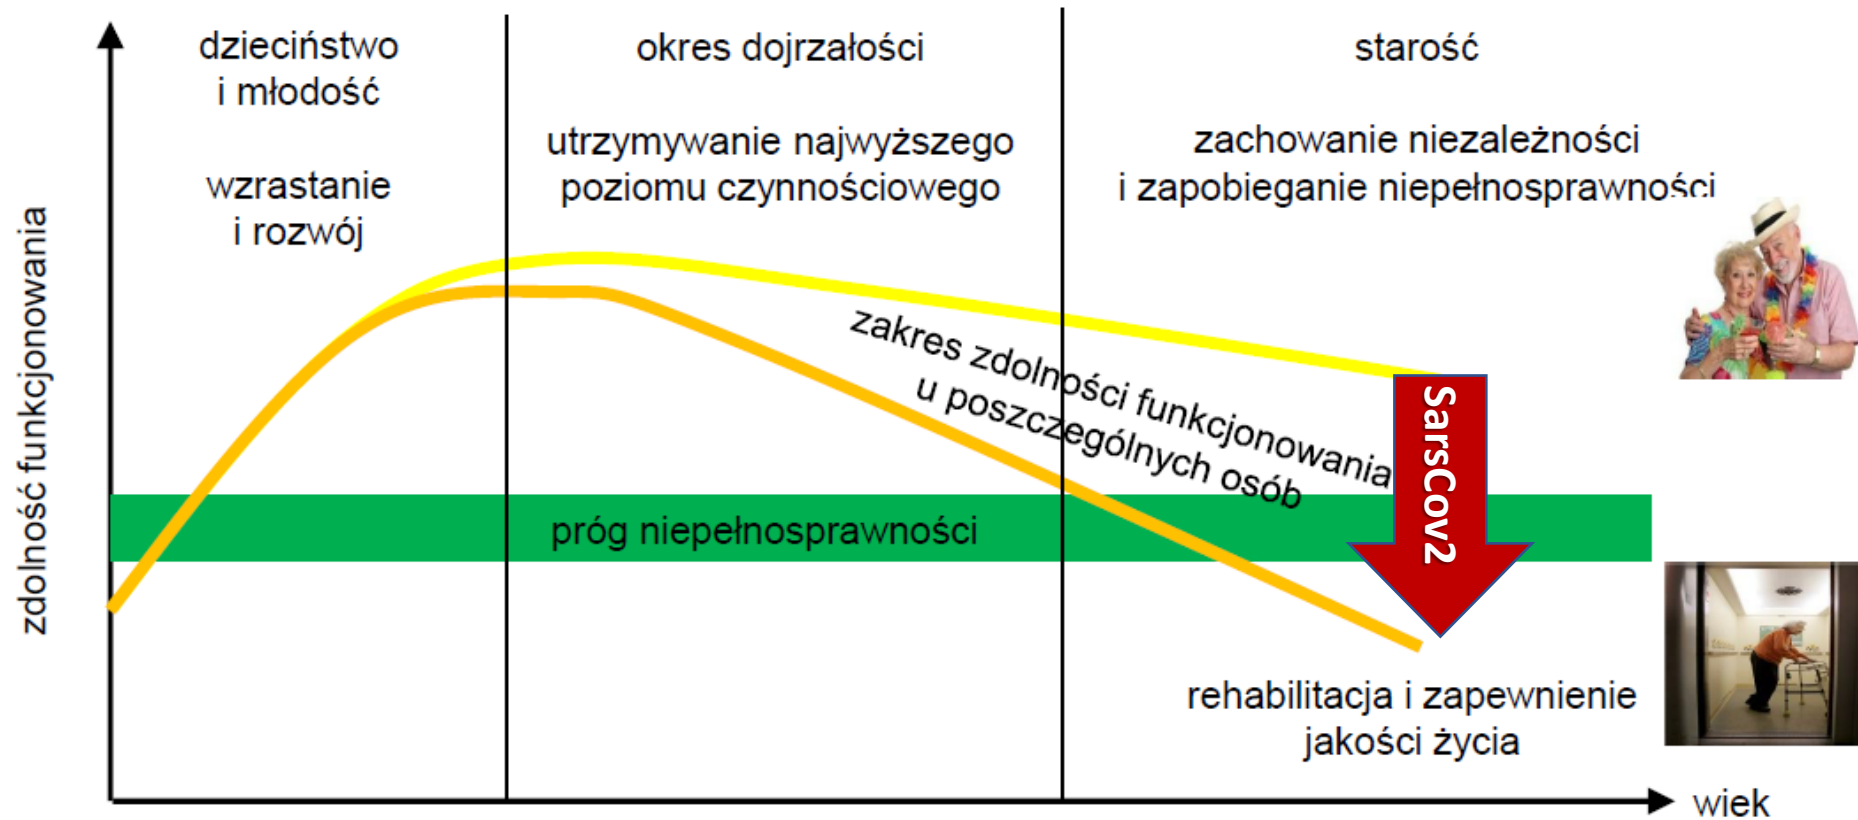 dzieciństwo
i młodość
wzrastanie
i rozwój
okres dojrzałości
utrzymywanie najwyższego
poziomu czynnościowego
starość
zachowanie niezależności
i zapobieganie niepełnosprawności
zdolność funkcjonowania
zakres zdolności funkcjonowania
u poszczególnych osób
SarsCov2
próg niepełnosprawności
rehabilitacja i zapewnienie
jakości życia
wiek